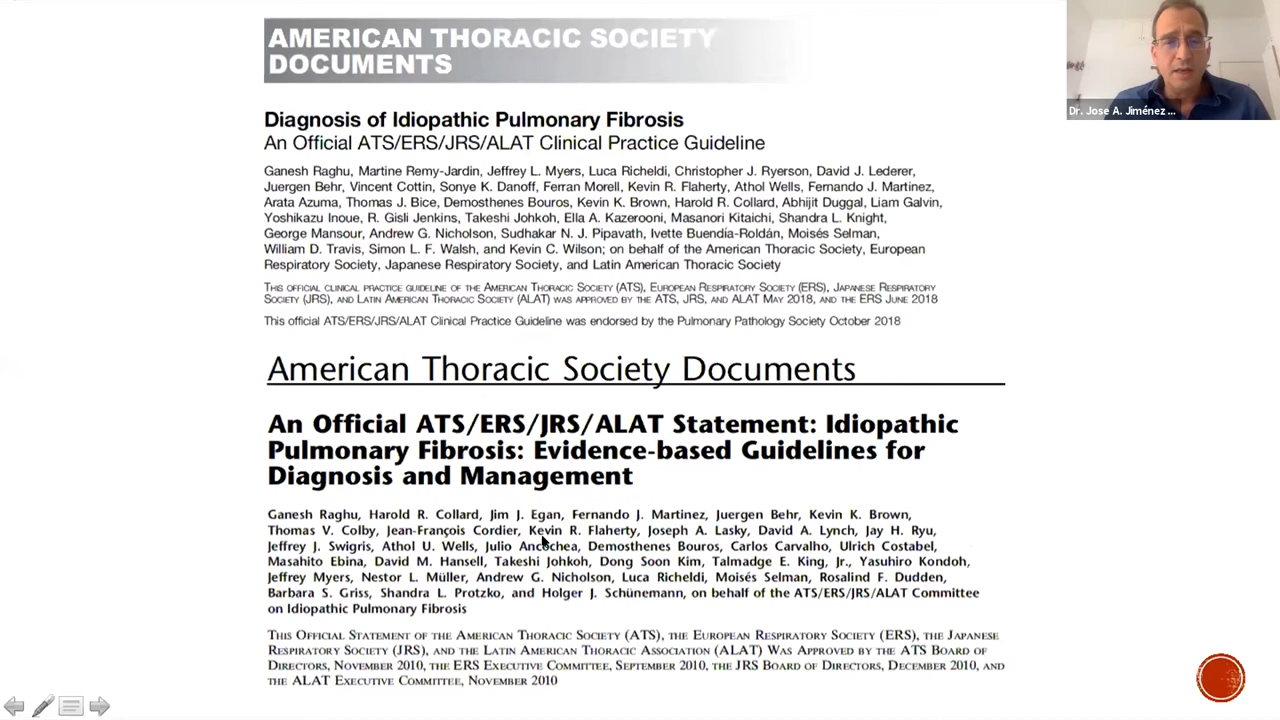 AMERICAN THORACIC SOCIETY
DOCUMENTS
Diagnosis of Idiopathic Pulmonary Fibrosis
An Official ATS/ERS/JRS/ALAT Clinical Practice Guideline
Ganesh Raghu, Martine Remy-Jardin, Jeffrey L. Myers, Luca Richeldi, Christopher J. Ryerson, David J. Lederer,
Juergen Behr, Vincent Cottin, Sonye K. Danoff, Ferran Morell, Kevin R. Flaherty, Athol Wells, Fernando J. Martinez,
Arata Azuma, Thomas J. Bice, Demosthenes Bouros, Kevin K. Brown, Harold R. Collard, Abhijit Duggal, Liam Galvin,
Yoshikazu Inoue, R. Gisli Jenkins, Takeshi Johkoh, Ella A. Kazerooni, Masanori Kitaichi, Shandra L. Knight,
George Mansour, Andrew G. Nicholson, Sudhakar N. J. Pipavath, Ivette Buendía-Roldán, Moisés Selman,
William D. Travis, Simon L. F. Walsh, and Kevin C. Wilson; on behalf of the American Thoracic Society, European
Respiratory Society, Japanese Respiratory Society, and Latin American Thoracic Society
THIS OFFICIAL CLINICAL PRACTICE GUIDELINE OF THE AMERICAN THORACIC SOCIETY (ATS), EUROPEAN RESPIRATORY SOCIETY (ERS), JAPANESE RESPIRATORY
SOCIETY (JRS), AND LATIN AMERICAN THORACIC SOCIETY (ALAT) WAS APPROVED BY THE ATS, JRS, AND ALAT MAY 2018, AND THE ERS JUNE 2018
This official ATS/ERS/JRS/ALAT Clinical Practice Guideline was endorsed by the Pulmonary Pathology Society October 2018
American Thoracic Society Documents
An Official ATS/ERS/JRS/ALAT Statement: Idiopathic
Pulmonary Fibrosis: Evidence-based Guidelines for
Diagnosis and Management
Ganesh Raghu, Harold R. Collard, Jim J. Egan, Fernando J. Martinez, Juergen Behr, Kevin K. Brown,
Thomas V. Colby, Jean-François Cordier, Kevin R. Flaherty, Joseph A. Lasky, David A. Lynch, Jay H. Ryu,
Jeffrey J. Swigris, Athol U. Wells, Julio Ancochea, Demosthenes Bouros, Carlos Carvalho, Ulrich Costabel,
Masahito Ebina, David M. Hansell, Takeshi Johkoh, Dong Soon Kim, Talmadge E. King, Jr., Yasuhiro Kondoh,
Jeffrey Myers, Nestor L. Müller, Andrew G. Nicholson, Luca Richeldi, Moisés Selman, Rosalind F. Dudden,
Barbara S. Griss, Shandra L. Protzko, and Holger J. Schünemann, on behalf of the ATS/ERS/JRS/ALAT Committee
on Idiopathic Pulmonary Fibrosis
THIS OFFICIAL STATEMENT OF THE AMERICAN THORACIC SOCIETY (ATS), THE EUROPEAN RESPIRATORY SOCIETY (ERS), THE JAPANESE
RESPIRATORY SOCIETY (JRS), AND THE LATIN AMERICAN THORACIC ASSOCIATION (ALAT) WAS APPROVED BY THE ATS BOARD OF
DIRECTORS, NOVEMBER 2010, THE ERS EXECUTIVE COMMITTEE, SEPTEMBER 2010, THE JRS BOARD OF DIRECTORS, DECEMBER 2010, AND
THE ALAT EXECUTIVE COMMITTEE, NOVEMBER 2010
Dr. Jose A. Jiménez ...